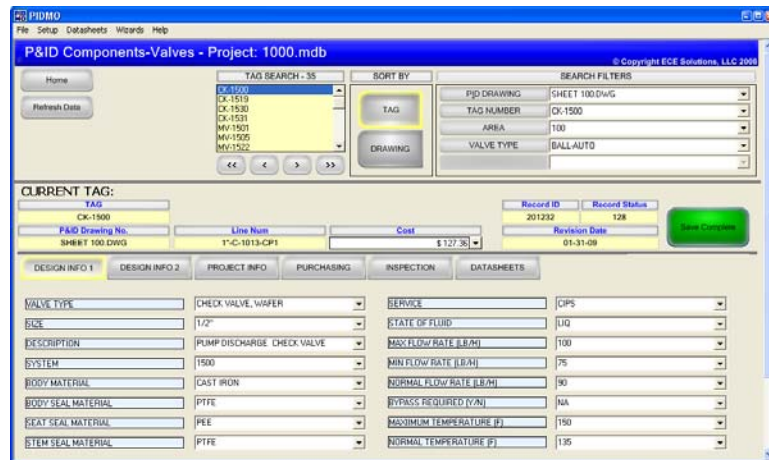 PIDMO
File Setup Datasheets Wizards Help
P&ID Components-Valves - Project: 1000.mdb
© Copyright ECE Solutions, LLC 2008
Home
Refresh Data
TAG SEARCH - 35
CK-1500
CK-1519
CK-1530
CK-1531
MV-1501
MV-1505
MV-1522
<< < > >>
SORT BY
TAG
DRAWING
SEARCH FILTERS
P|D DRAWING SHEET 100.DWG
TAG NUMBER CK-1500
AREA 100
VALVE TYPE BALL-AUTO
CURRENT TAG:
TAG Record ID Record Status
CK-1500 201232 128
Save Complete
P&ID Drawing No. Line Num Cost Revision Date
SHEET 100.DWG 1"-C-1013-CP1 $ 127.36 01-31-09
DESIGN INFO 1 DESIGN INFO 2 PROJECT INFO PURCHASING INSPECTION DATASHEETS
VALVE TYPE CHECK VALVE, WAFER SERVICE CIPS
SIZE 1/2" STATE OF FLUID LIQ
DESCRIPTION PUMP DISCHARGE CHECK VALVE MAX FLOW RATE (LB/H) 100
SYSTEM 1500 MIN FLOW RATE (LB/H) 75
BODY MATERIAL CAST IRON NORMAL FLOW RATE (LB/H) 90
BODY SEAL MATERIAL PTFE BYPASS REQUIRED (Y/N) NA
SEAT SEAL MATERIAL PEE MAXIIMUM TEMPERATURE (F) 150
STEM SEAL MATERIAL PTFE NORMAL TEMPERATURE (F) 135